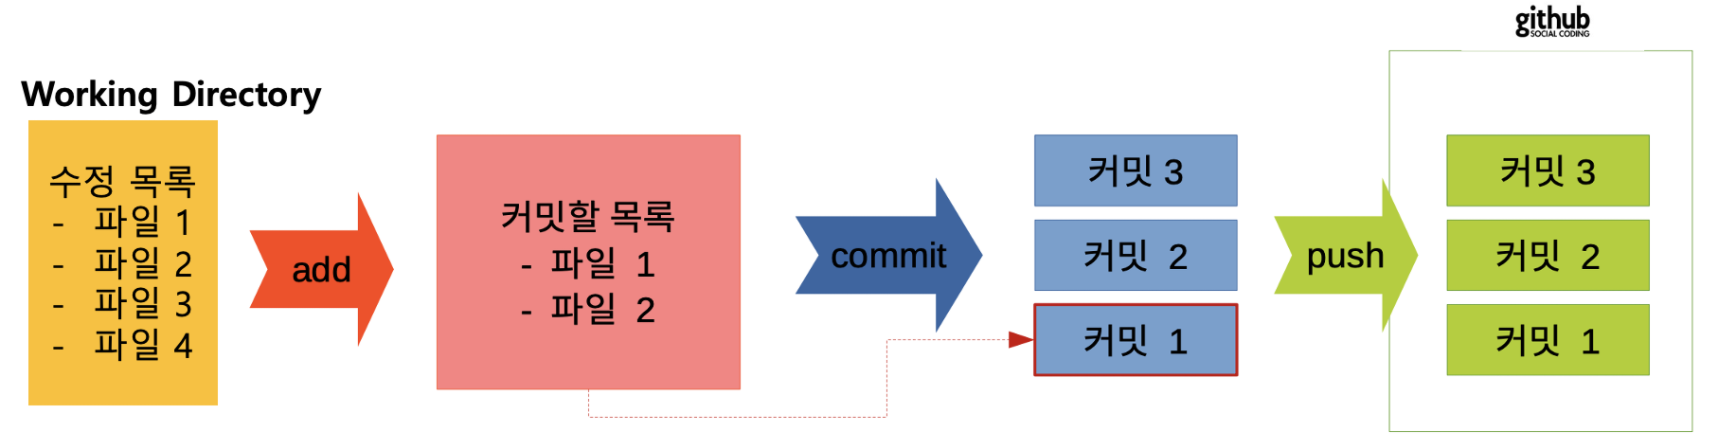 github
SOCIAL CODING
Working Directory
수정 목록
- 파일 1
- 파일 2
- 파일 3
- 파일 4
add
커밋할 목록
- 파일 1
- 파일 2
commit
커밋 3
커밋 2
커밋 1
push
커밋 3
커밋 2
커밋 1